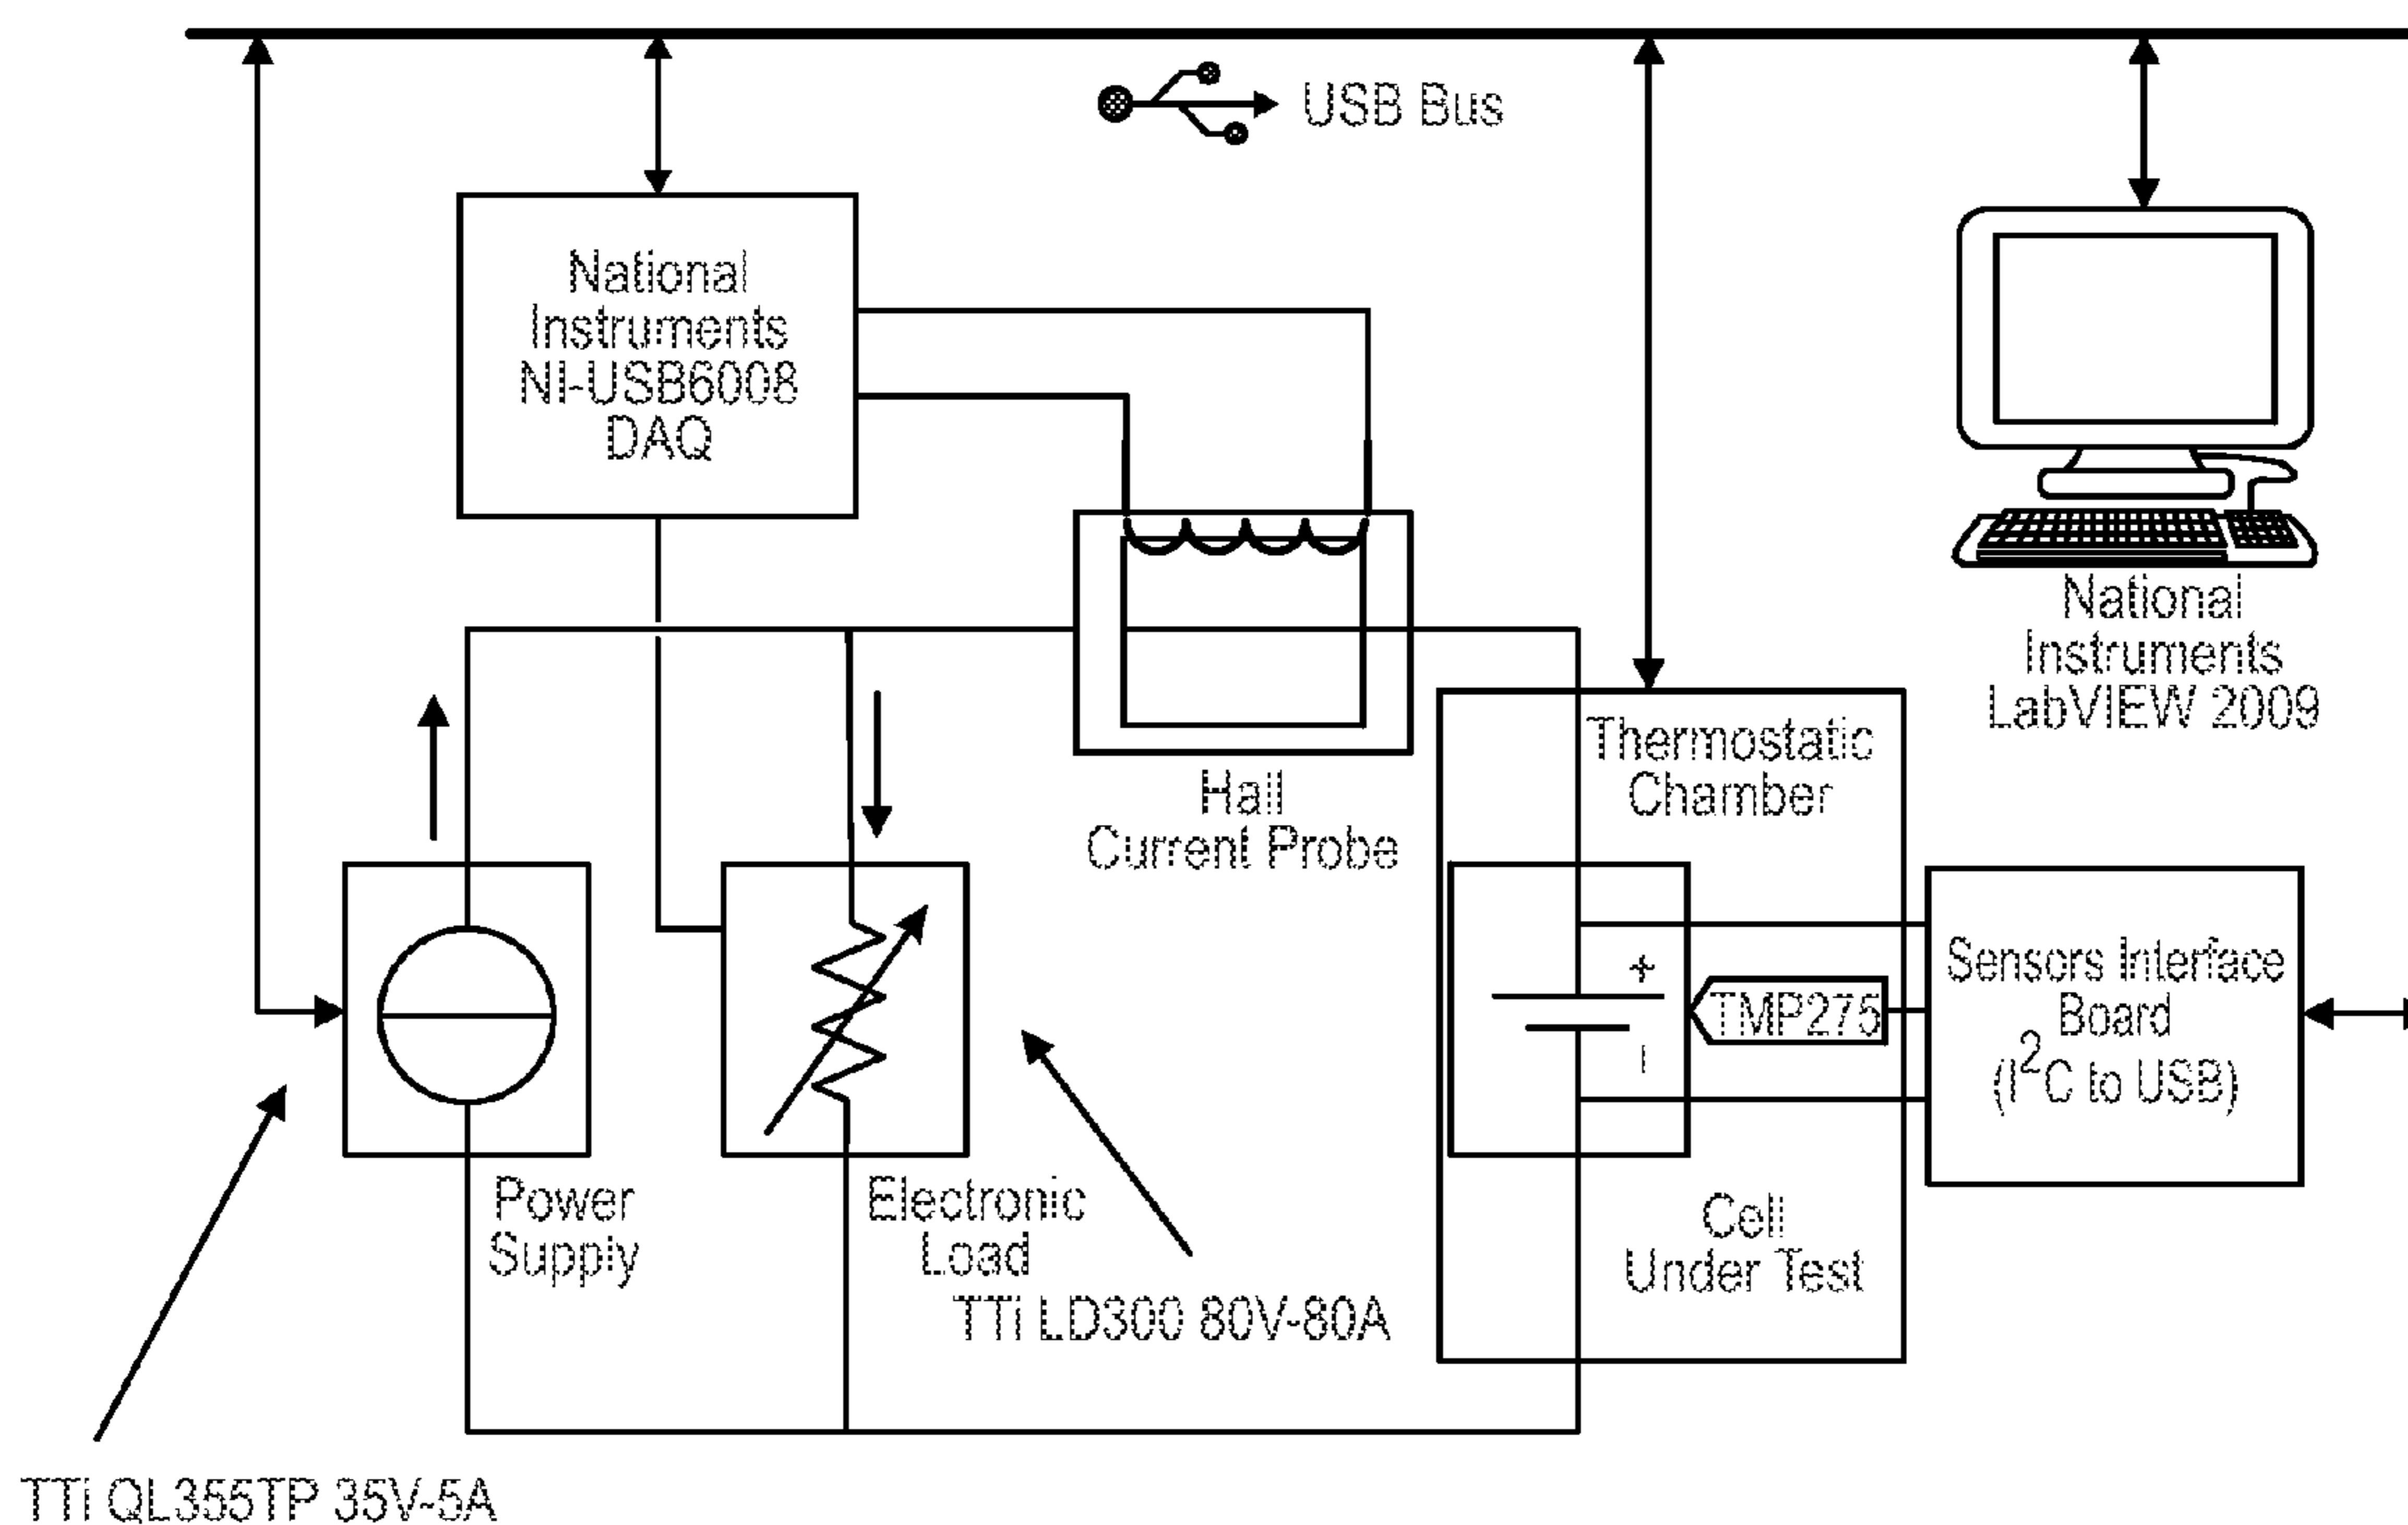 USB Bus
National
Instruments
NI-USB6008
DAQ
National
Instruments
LabVIEW 2009
Thermostatic
Chamber
Hall
Current Probe
+
TMP275
Sensors Interface
Board
(I²C to USB)
Power
Supply
Electronic
Load
TTi LD300 80V-80A
Cell
Under Test
TTi QL355TP 35V-5A